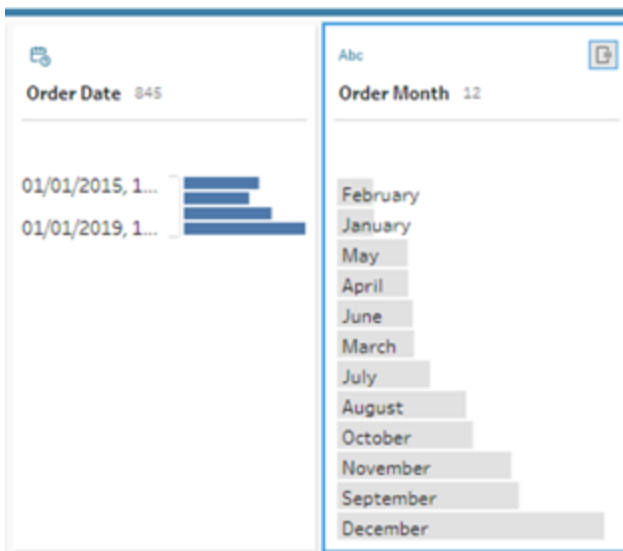 Order Date 845
01/01/2015, 1...
01/01/2019, 1...
Abc
Order Month 12
February
January
May
April
June
March
July
August
October
November
September
December